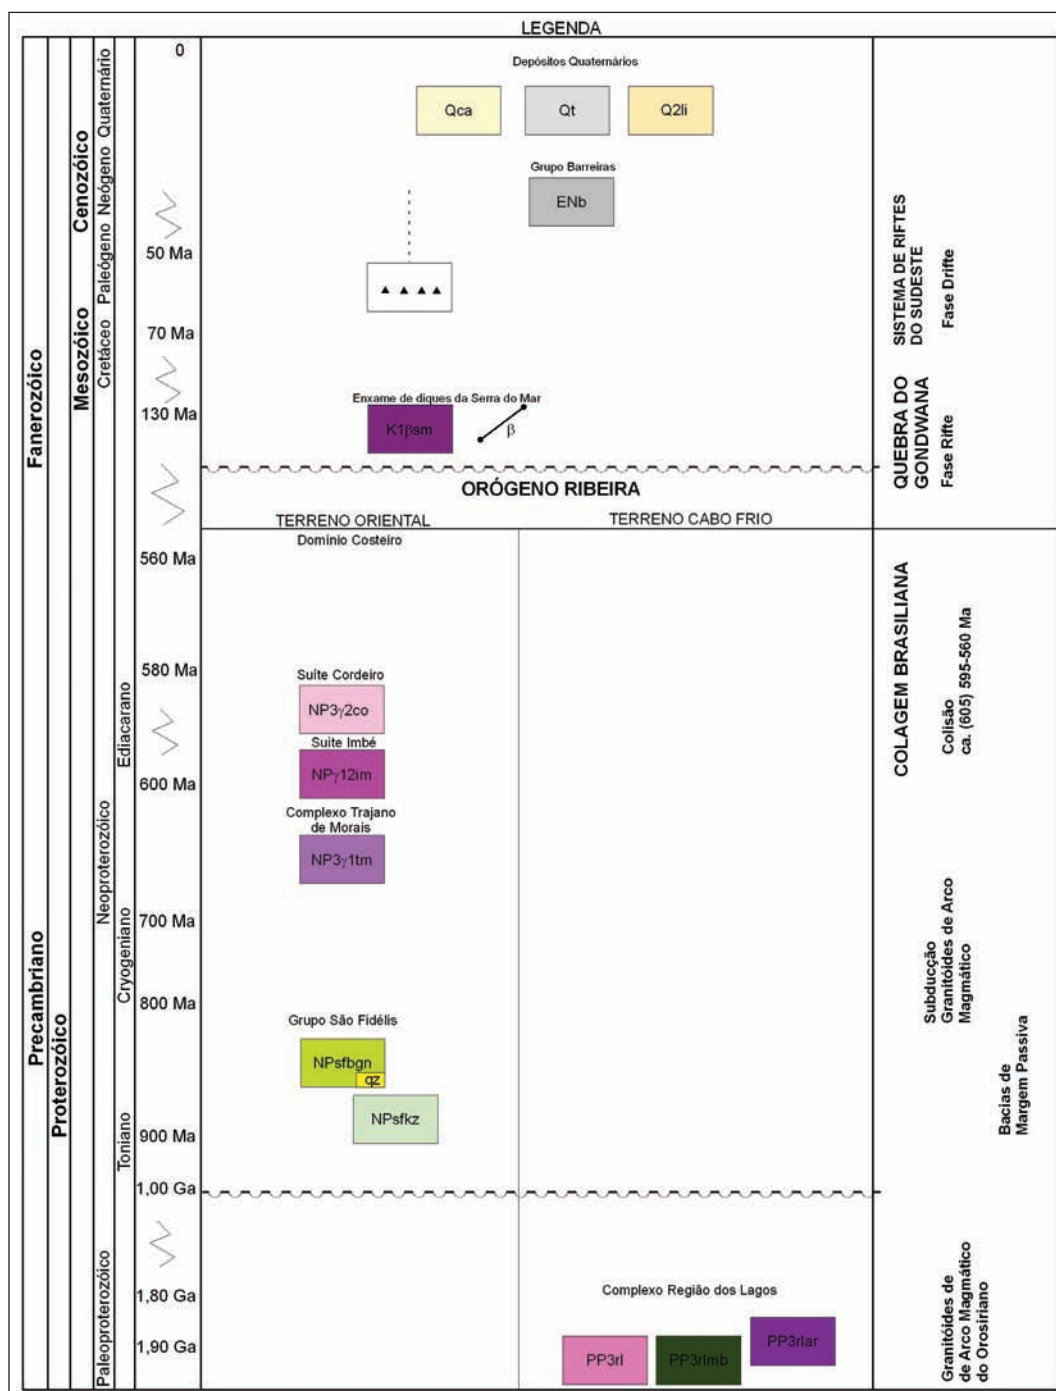 LEGENDA
0
50 Ma
70 Ma
130 Ma
560 Ma
580 Ma
600 Ma
700 Ma
800 Ma
900 Ma
1,00 Ga
1,80 Ga
1,90 Ga
Fanerozóico
Precambriano
Cenozóico
Mesozóico
Proterozóico
Quaternário
Neógeno
Paleógeno
Cretáceo
Neoproterozóico
Paleoproterozóico
Ediacarano
Cryogeniano
Toniano
Depósitos Quaternários
Qca
Qt
Q2li
Grupo Barreiras
ENb
Enxame de diques da Serra do Mar
K1βsm
β
ORÓGENO RIBEIRA
TERRENO ORIENTAL
TERRENO CABO FRIO
Domínio Costeiro
Suíte Cordeiro
NP3γ2co
Suíte Imbé
NPγ12im
Complexo Trajano
de Morais
NP3γ1tm
Grupo São Fidélis
NPsfbgn
qz
NPsfkz
Complexo Região dos Lagos
PP3rl
PP3rlmb
PP3rlar
SISTEMA DE RIFTES
DO SUDESTE
Fase Drifte
QUEBRA DO
GONDWANA
Fase Rifte
COLAGEM BRASILIANA
Colisão
ca. (605) 595-560 Ma
Subducção
Granitóides de Arco
Magmático
Bacias de
Margem Passiva
Granitóides de
de Arco Magmático
do Orosiriano